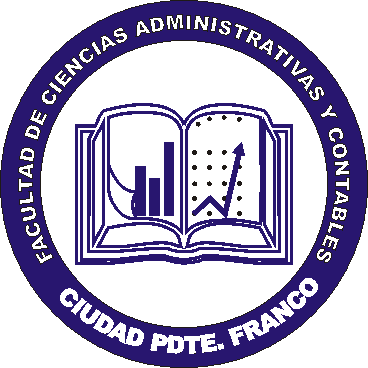 FACULTAD DE CIENCIAS ADMINISTRATIVAS Y CONTABLES
CIUDAD PDTE. FRANCO